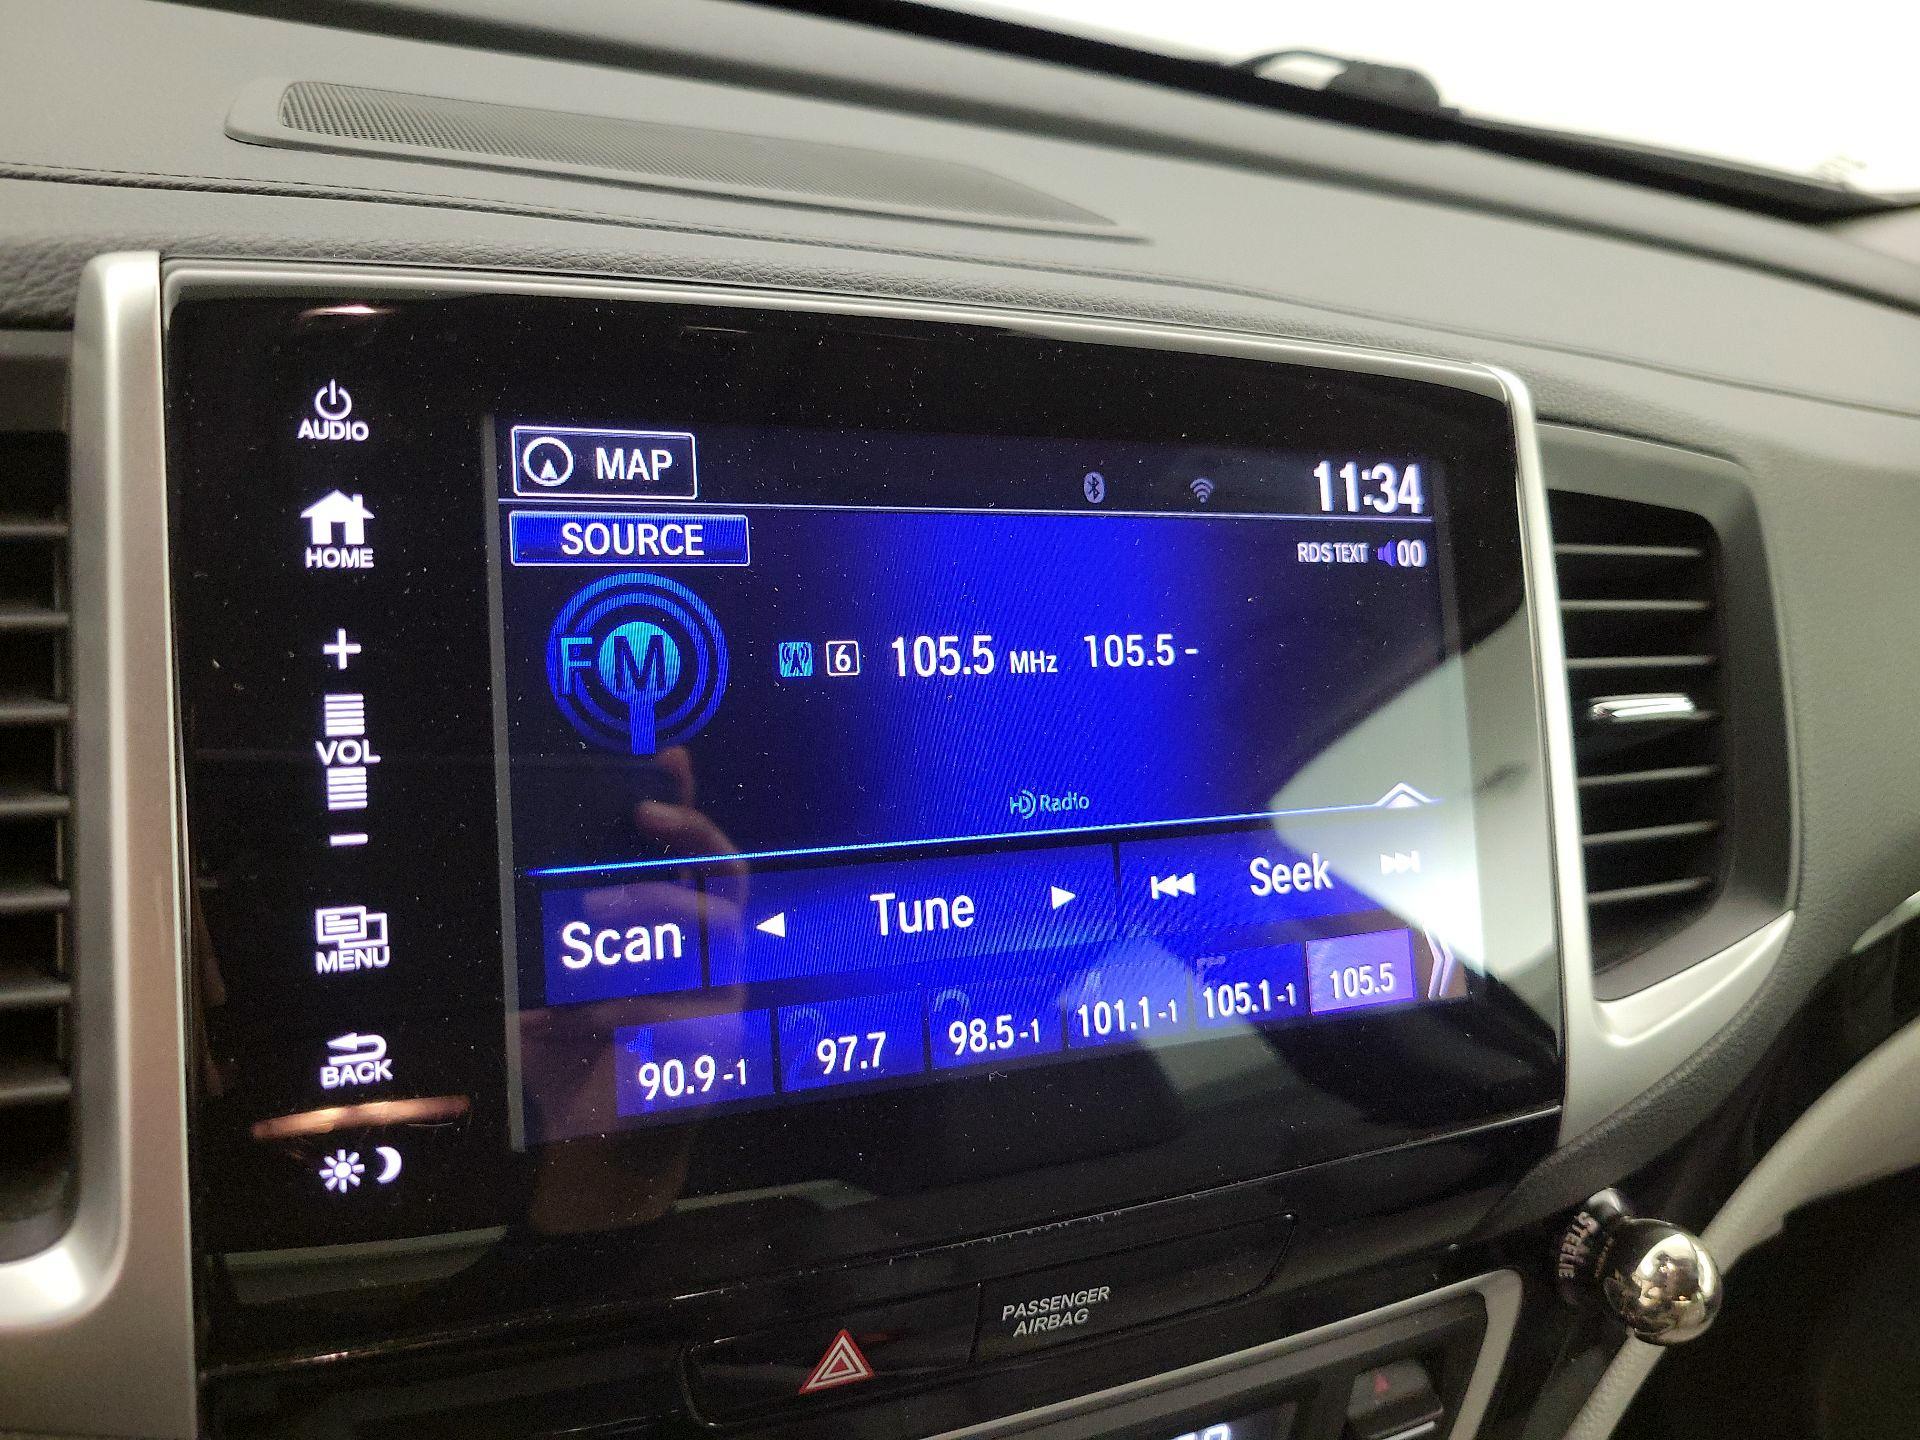 AUDIO
HOME
+
VOL
−
MENU
BACK
MAP
11:34
SOURCE
RDS TEXT 00
FM
6 105.5 MHz 105.5 -
HD Radio
Scan Tune Seek
90.9-1 97.7 98.5-1 101.1-1 105.1-1 105.5
PASSENGER
AIRBAG
STEELIE